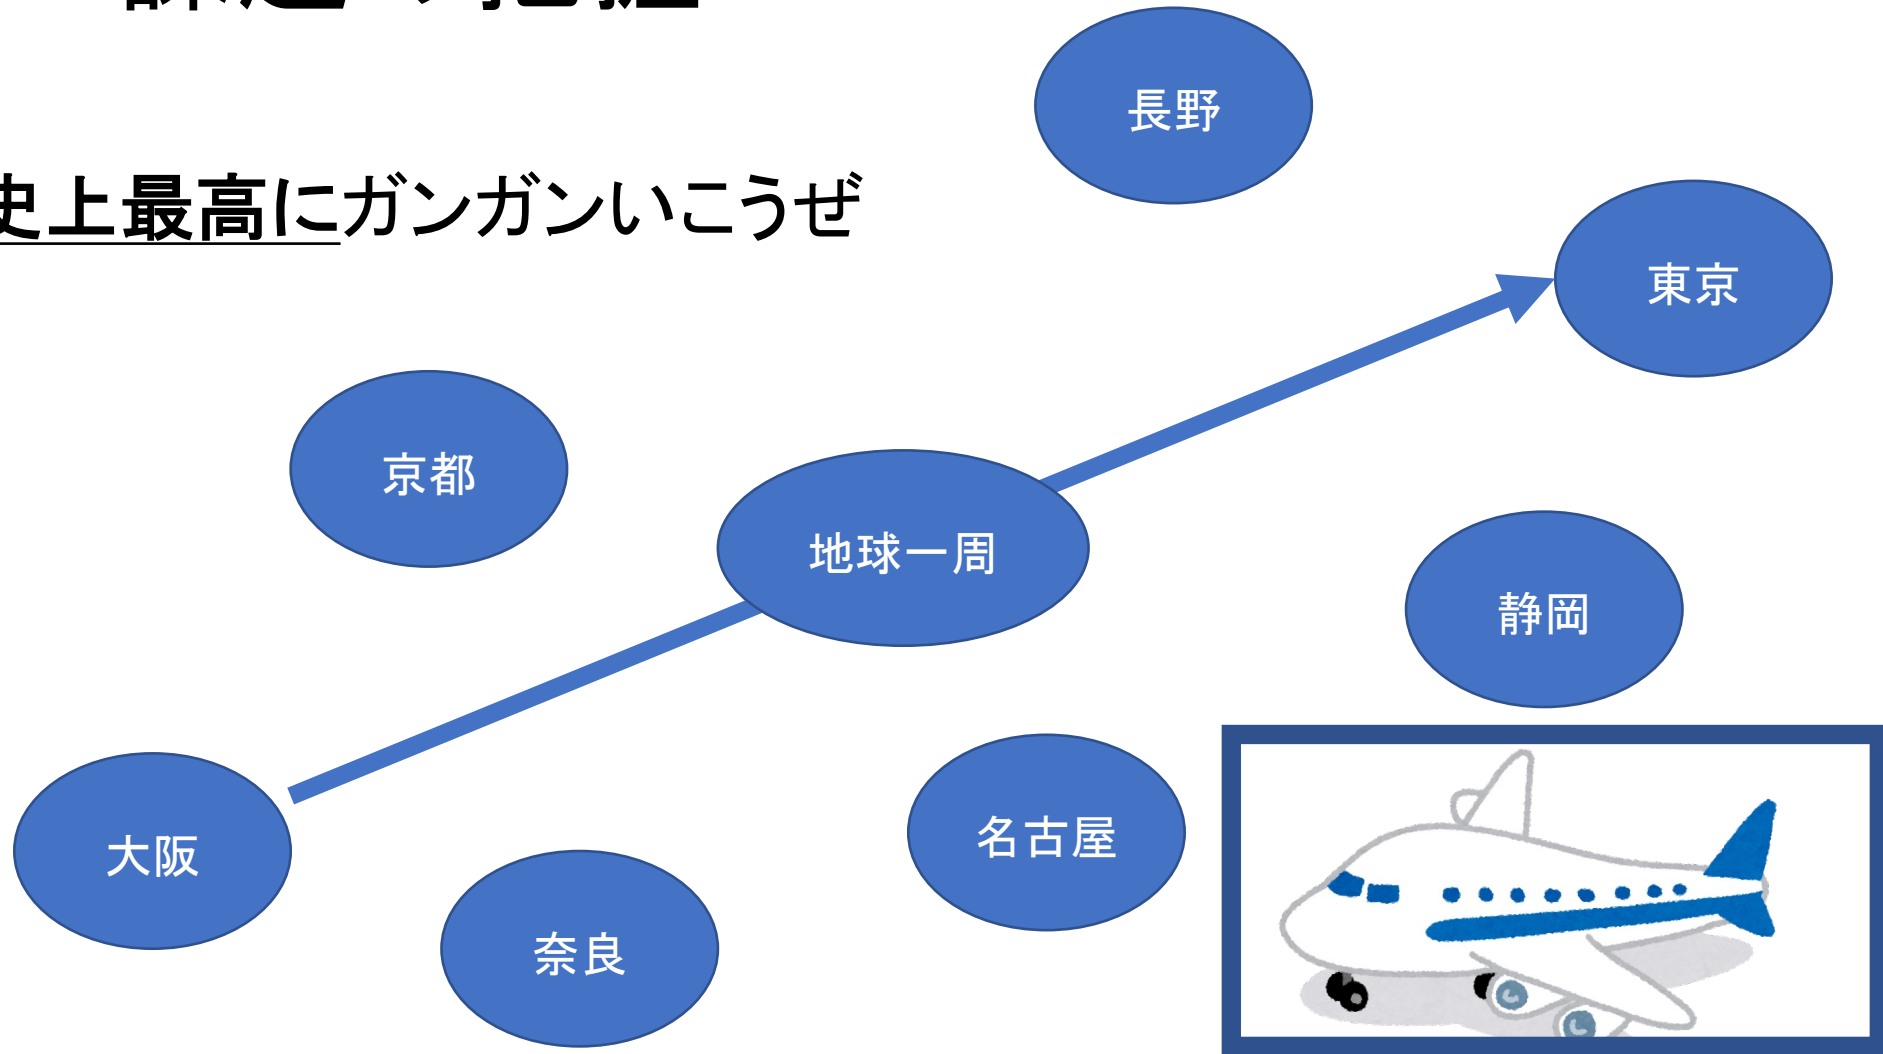 史上最高にガンガンいこうぜ
長野
東京
京都
地球一周
静岡
大阪
名古屋
奈良